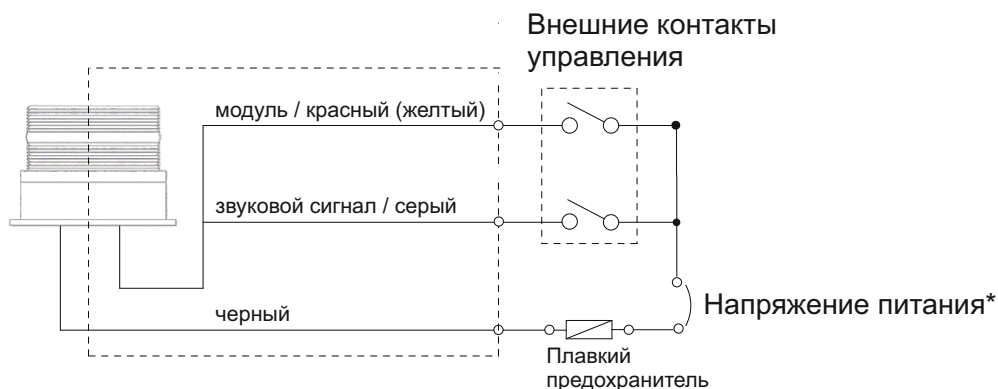 Внешние контакты
управления
модуль / красный (желтый)
звуковой сигнал / серый
черный
Напряжение питания*
Плавкий
предохранитель